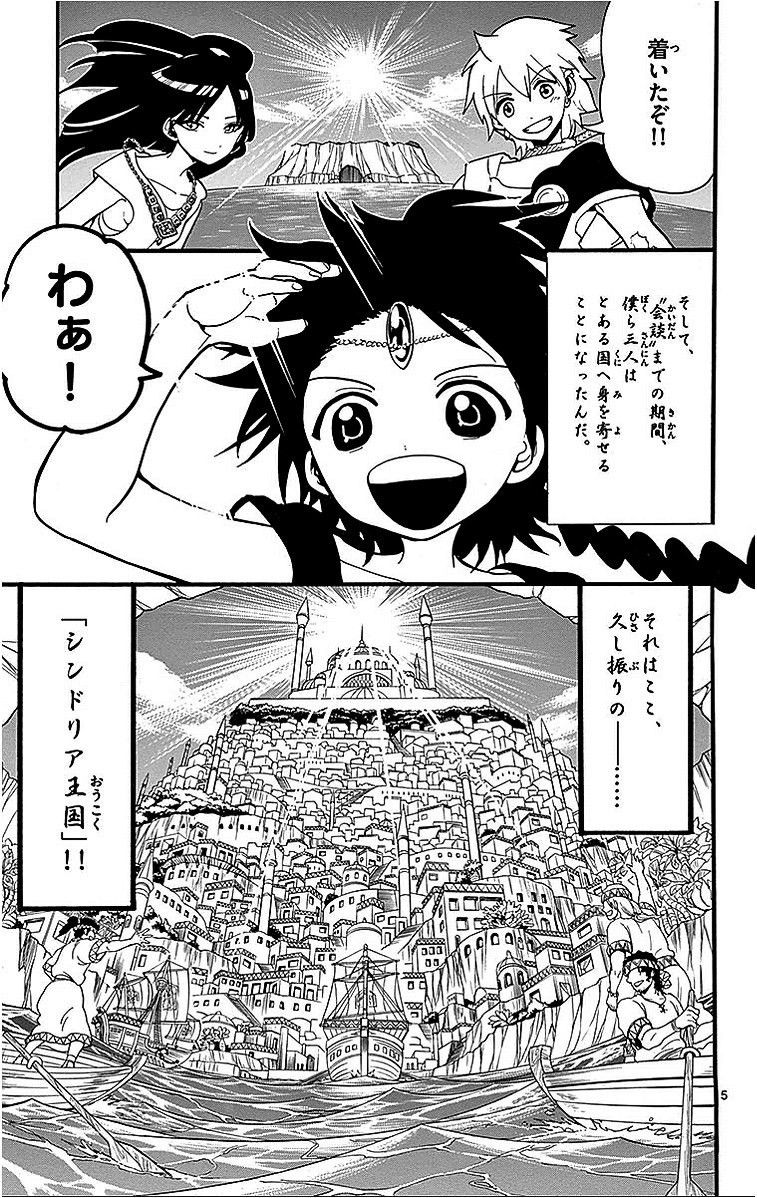 着いたぞ!!
そして、
"会談"までの期間、
僕ら三人は
とある国へ身を寄せる
ことになったんだ。
わぁ!
それはここ、
久し振りの――……
「シンドリア王国」!!
5